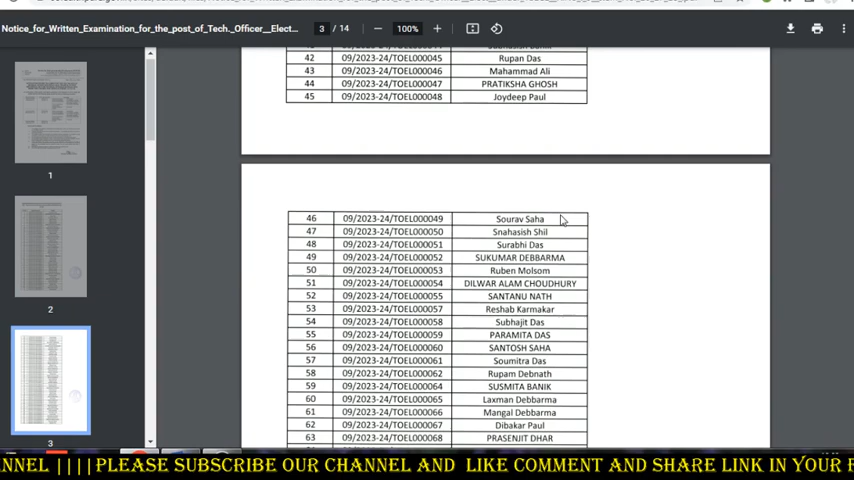 Notice_for_Written_Examination_for_the_post_of_Tech._Officer__Elect... 3 / 14 100%
42 09/2023-24/TOEL000045 Rupan Das
43 09/2023-24/TOEL000046 Mahammad Ali
44 09/2023-24/TOEL000047 PRATIKSHA GHOSH
45 09/2023-24/TOEL000048 Joydeep Paul
46 09/2023-24/TOEL000049 Sourav Saha
47 09/2023-24/TOEL000050 Snahasish Shil
48 09/2023-24/TOEL000051 Surabhi Das
49 09/2023-24/TOEL000052 SUKUMAR DEBBARMA
50 09/2023-24/TOEL000053 Ruben Molsom
51 09/2023-24/TOEL000054 DILWAR ALAM CHOUDHURY
52 09/2023-24/TOEL000055 SANTANU NATH
53 09/2023-24/TOEL000057 Reshab Karmakar
54 09/2023-24/TOEL000058 Subhajit Das
55 09/2023-24/TOEL000059 PARAMITA DAS
56 09/2023-24/TOEL000060 SANTOSH SAHA
57 09/2023-24/TOEL000061 Soumitra Das
58 09/2023-24/TOEL000062 Rupam Debnath
59 09/2023-24/TOEL000064 SUSMITA BANIK
60 09/2023-24/TOEL000065 Laxman Debbarma
61 09/2023-24/TOEL000066 Mangal Debbarma
62 09/2023-24/TOEL000067 Dibakar Paul
63 09/2023-24/TOEL000068 PRASENJIT DHAR
1
2
3
ANNEL ||||PLEASE SUBSCRIBE OUR CHANNEL AND LIKE COMMENT AND SHARE LINK IN YOUR